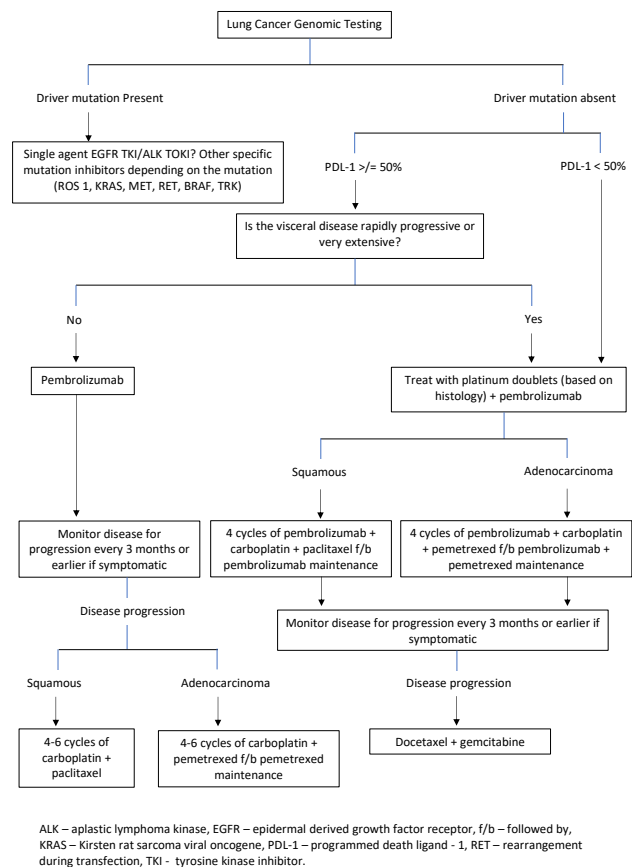 Lung Cancer Genomic Testing
Driver mutation Present
Driver mutation absent
Single agent EGFR TKI/ALK TOKI? Other specific
mutation inhibitors depending on the mutation
(ROS 1, KRAS, MET, RET, BRAF, TRK)
PDL-1 >/= 50%
PDL-1 < 50%
Is the visceral disease rapidly progressive or
very extensive?
No
Yes
Pembrolizumab
Treat with platinum doublets (based on
histology) + pembrolizumab
Squamous
Adenocarcinoma
Monitor disease for
progression every 3 months or
earlier if symptomatic
4 cycles of pembrolizumab +
carboplatin + paclitaxel f/b
pembrolizumab maintenance
4 cycles of pembrolizumab + carboplatin
+ pemetrexed f/b pembrolizumab +
pemetrexed maintenance
Disease progression
Monitor disease for progression every 3 months or earlier if
symptomatic
Squamous
Adenocarcinoma
Disease progression
4-6 cycles of
carboplatin +
paclitaxel
4-6 cycles of carboplatin +
pemetrexed f/b pemetrexed
maintenance
Docetaxel + gemcitabine
ALK – aplastic lymphoma kinase, EGFR – epidermal derived growth factor receptor, f/b – followed by,
KRAS – Kirsten rat sarcoma viral oncogene, PDL-1 – programmed death ligand - 1, RET – rearrangement
during transfection, TKI - tyrosine kinase inhibitor.